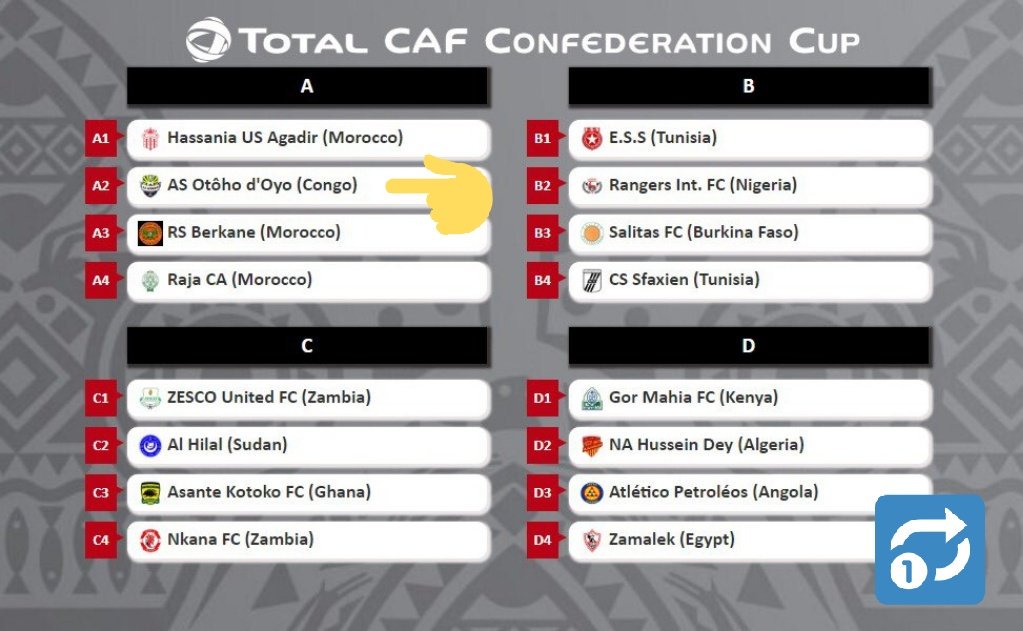 TOTAL CAF CONFEDERATION CUP
A
A1 Hassania US Agadir (Morocco)
A2 AS Otôho d'Oyo (Congo)
A3 RS Berkane (Morocco)
A4 Raja CA (Morocco)
B
B1 E.S.S (Tunisia)
B2 Rangers Int. FC (Nigeria)
B3 Salitas FC (Burkina Faso)
B4 CS Sfaxien (Tunisia)
C
C1 ZESCO United FC (Zambia)
C2 Al Hilal (Sudan)
C3 Asante Kotoko FC (Ghana)
C4 Nkana FC (Zambia)
D
D1 Gor Mahia FC (Kenya)
D2 NA Hussein Dey (Algeria)
D3 Atlético Petroléos (Angola)
D4 Zamalek (Egypt)
1